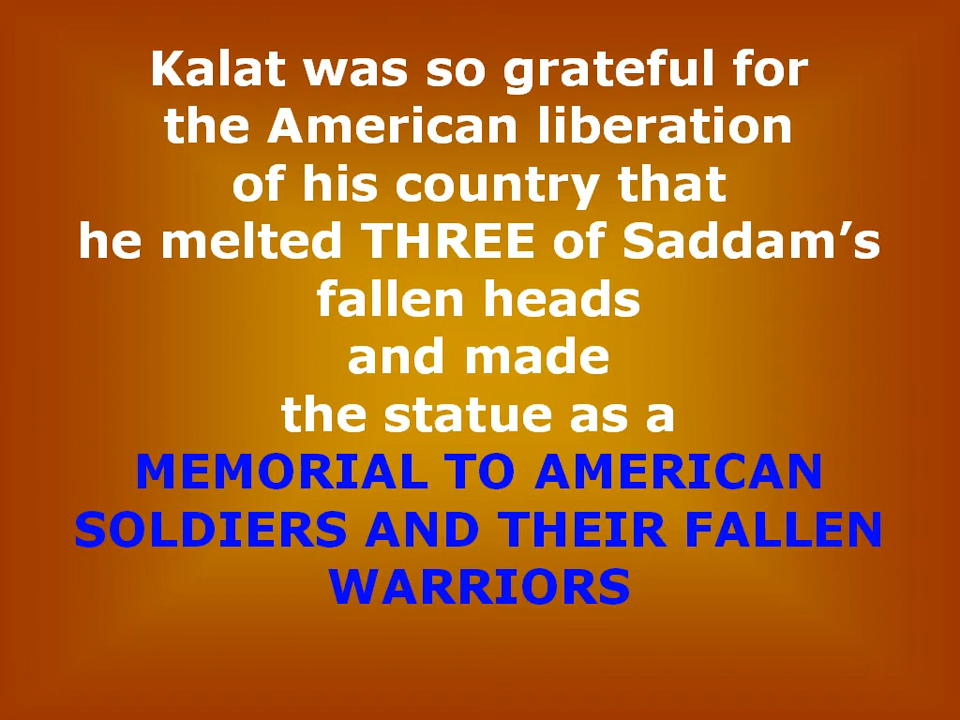 Kalat was so grateful for
the American liberation
of his country that
he melted THREE of Saddam’s
fallen heads
and made
the statue as a
MEMORIAL TO AMERICAN
SOLDIERS AND THEIR FALLEN
WARRIORS